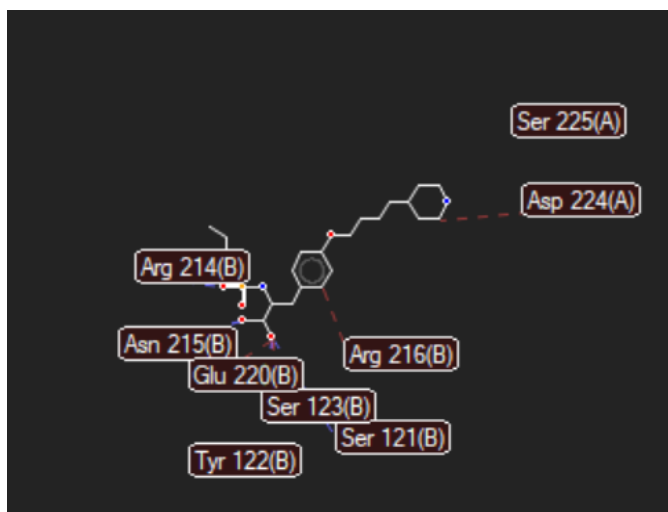 Ser 225(A)
Asp 224(A)
Arg 214(B)
Asn 215(B)
Arg 216(B)
Glu 220(B)
Ser 123(B)
Ser 121(B)
Tyr 122(B)